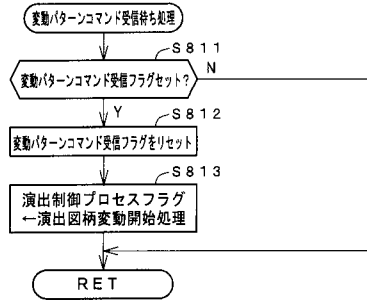 変動パターンコマンド受信待ち処理
S811
変動パターンコマンド受信フラグセット?
N
Y
S812
変動パターンコマンド受信フラグをリセット
S813
演出制御プロセスフラグ
←演出図柄変動開始処理
RET